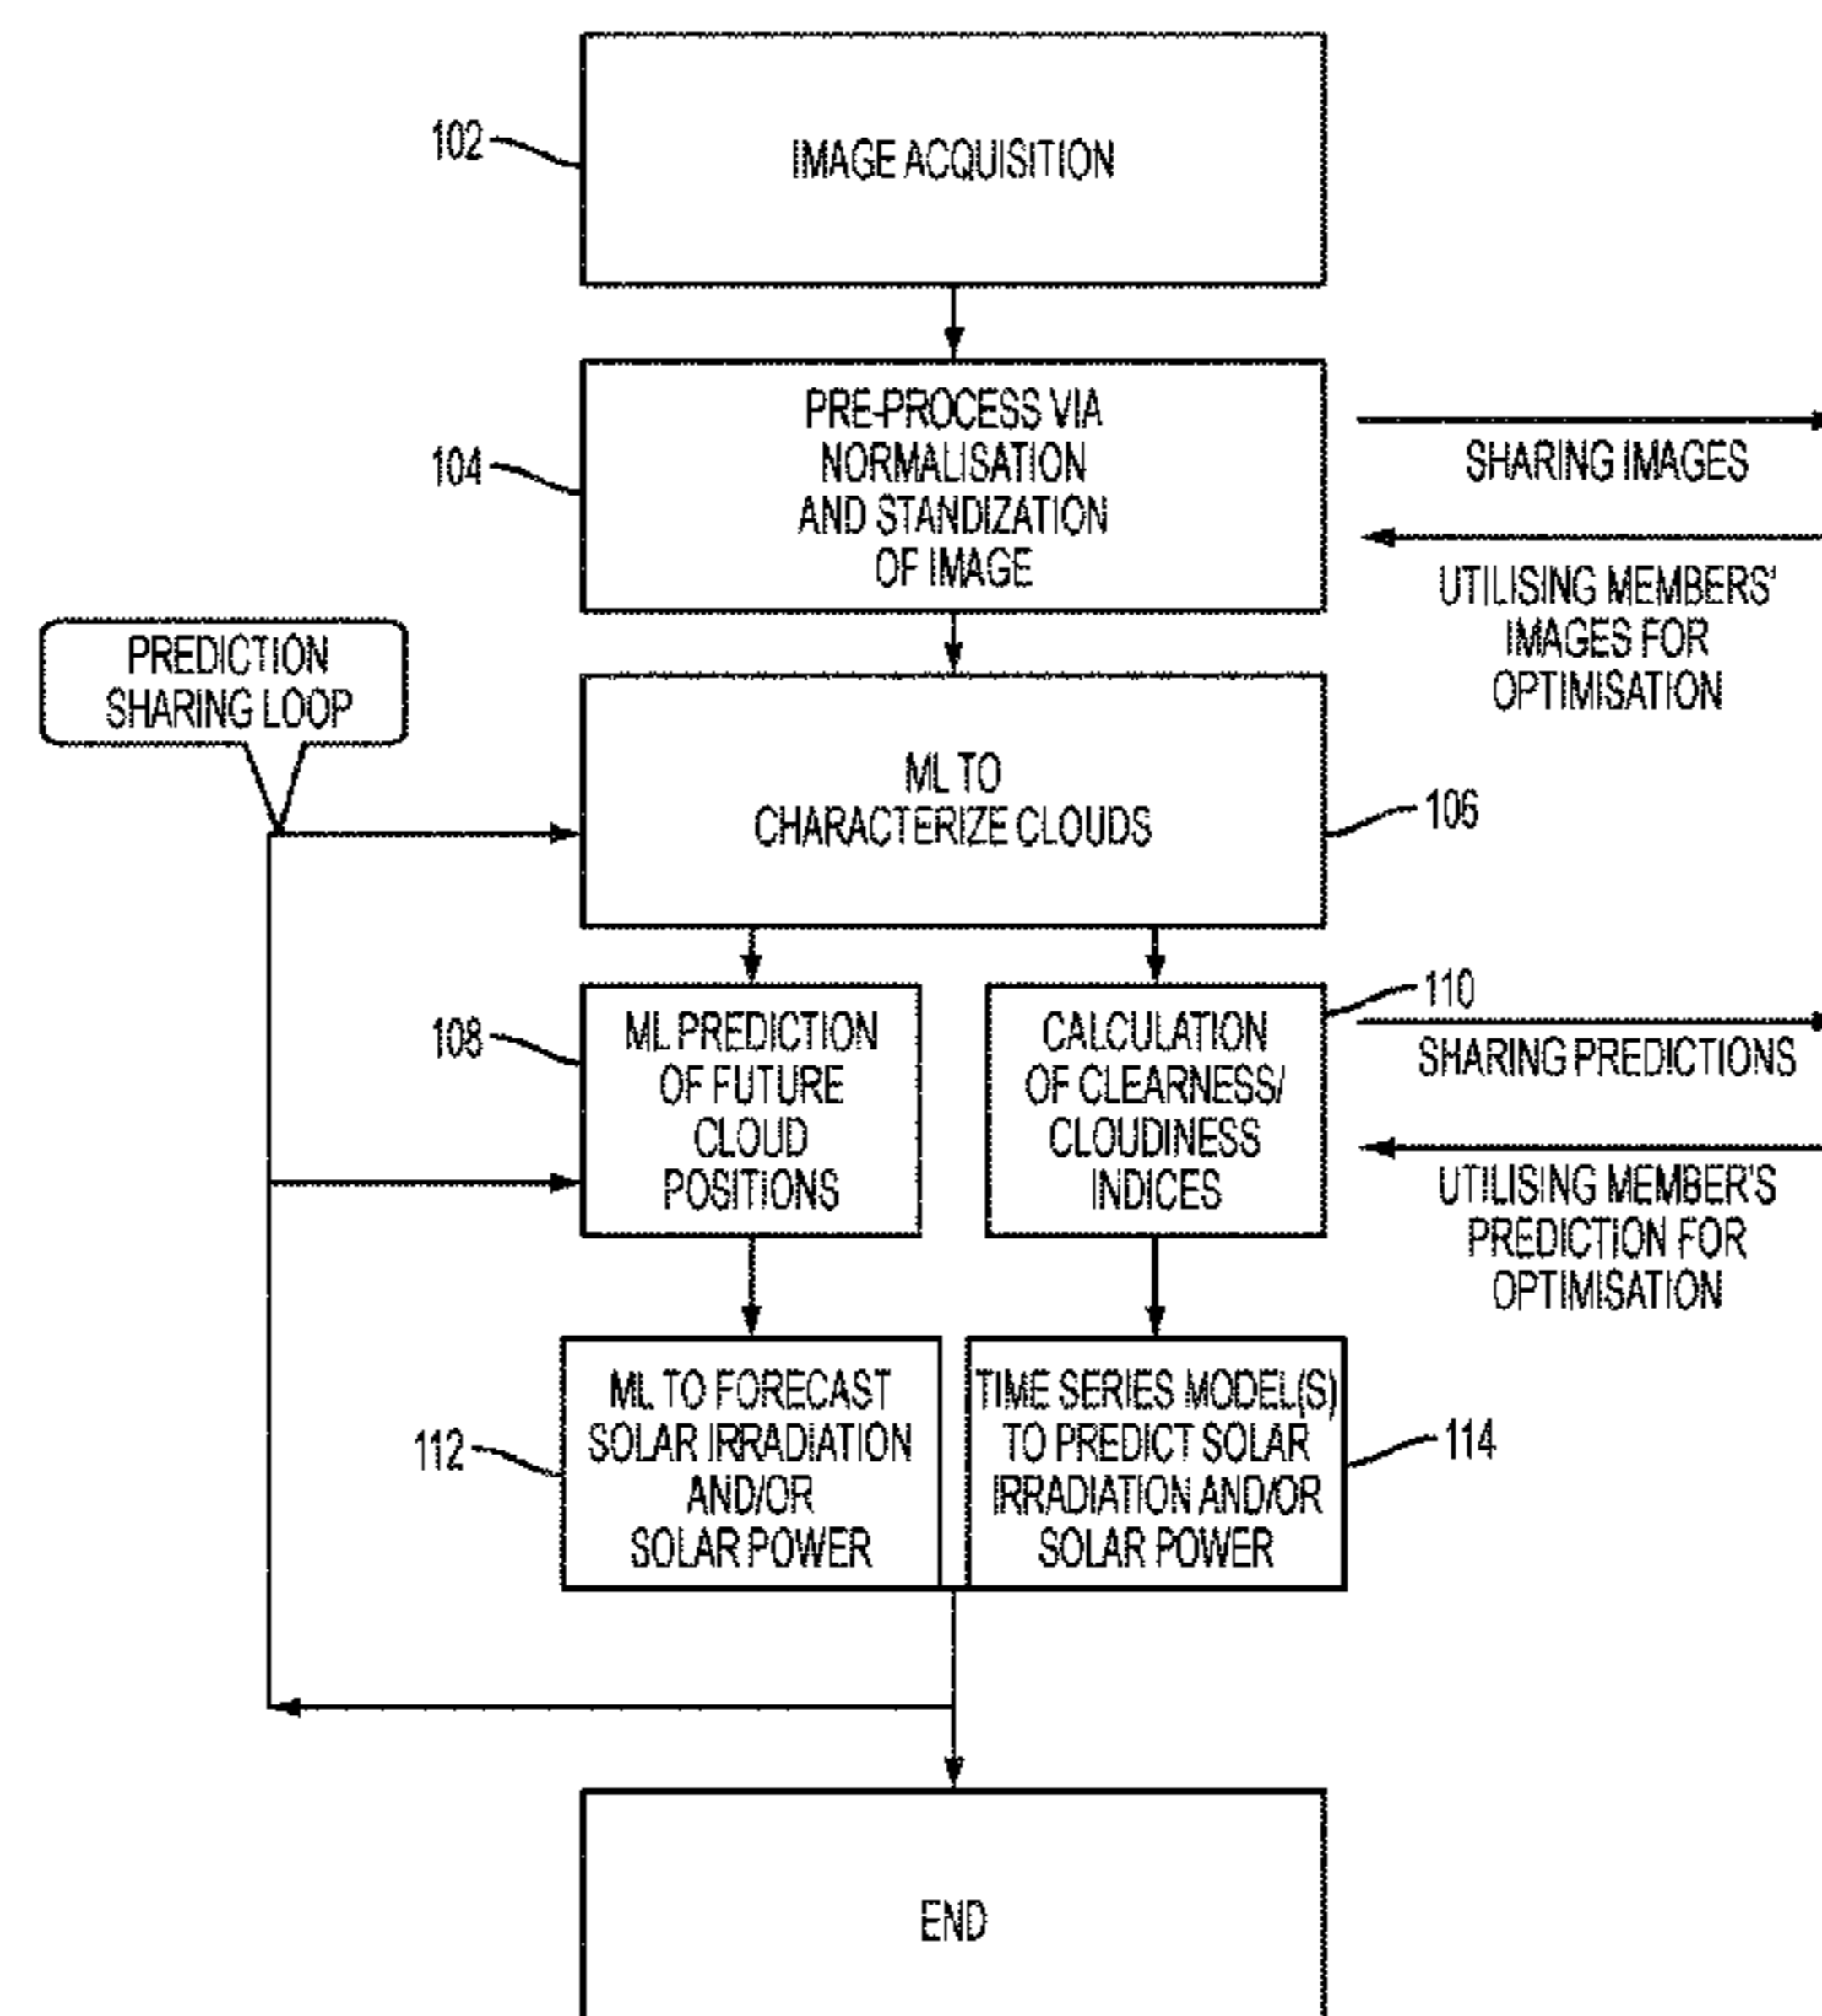 102
IMAGE ACQUISITION
104
PRE-PROCESS VIA
NORMALISATION
AND STANDIZATION
OF IMAGE
SHARING IMAGES
UTILISING MEMBERS'
IMAGES FOR
OPTIMISATION
PREDICTION
SHARING LOOP
ML TO
CHARACTERIZE CLOUDS
106
108
ML PREDICTION
OF FUTURE
CLOUD
POSITIONS
CALCULATION
OF CLEARNESS/
CLOUDINESS
INDICES
110
SHARING PREDICTIONS
UTILISING MEMBER'S
PREDICTION FOR
OPTIMISATION
112
ML TO FORECAST
SOLAR IRRADIATION
AND/OR
SOLAR POWER
TIME SERIES MODEL(S)
TO PREDICT SOLAR
IRRADIATION AND/OR
SOLAR POWER
114
END